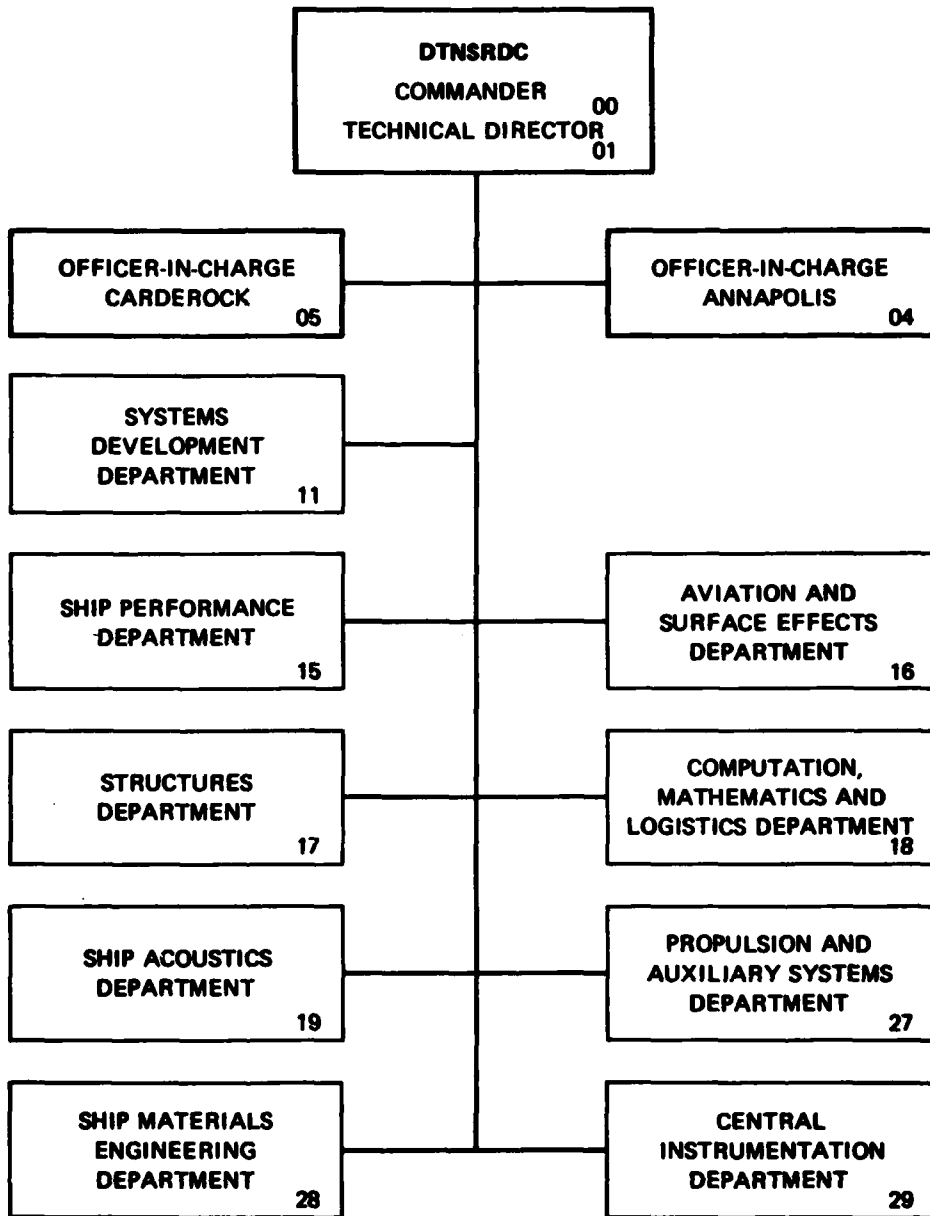 DTNSRDC
COMMANDER 00
TECHNICAL DIRECTOR 01
OFFICER-IN-CHARGE
CARDEROCK
05
OFFICER-IN-CHARGE
ANNAPOLIS
04
SYSTEMS
DEVELOPMENT
DEPARTMENT
11
SHIP PERFORMANCE
DEPARTMENT
15
AVIATION AND
SURFACE EFFECTS
DEPARTMENT
16
STRUCTURES
DEPARTMENT
17
COMPUTATION,
MATHEMATICS AND
LOGISTICS DEPARTMENT
18
SHIP ACOUSTICS
DEPARTMENT
19
PROPULSION AND
AUXILIARY SYSTEMS
DEPARTMENT
27
SHIP MATERIALS
ENGINEERING
DEPARTMENT
28
CENTRAL
INSTRUMENTATION
DEPARTMENT
29